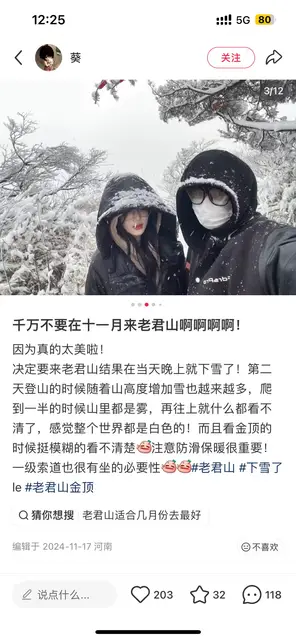 12:25
5G
80
葵
关注
3/12
千万不要在十一月来老君山啊啊啊啊！
因为真的太美啦！
决定要来老君山结果在当天晚上就下雪了！第二
天登山的时候随着山高度增加雪也越来越多，爬
到一半的时候山里都是雾，再往上就什么都看不
清了，感觉整个世界都是白色的！而且看金顶的
时候挺模糊的看不清楚注意防滑保暖很重要！
一级索道也很有坐的必要性#老君山 #下雪了
le #老君山金顶
猜你想搜 老君山适合几月份去最好
编辑于 2024-11-17 河南
不喜欢
说点什么...
203
32
118